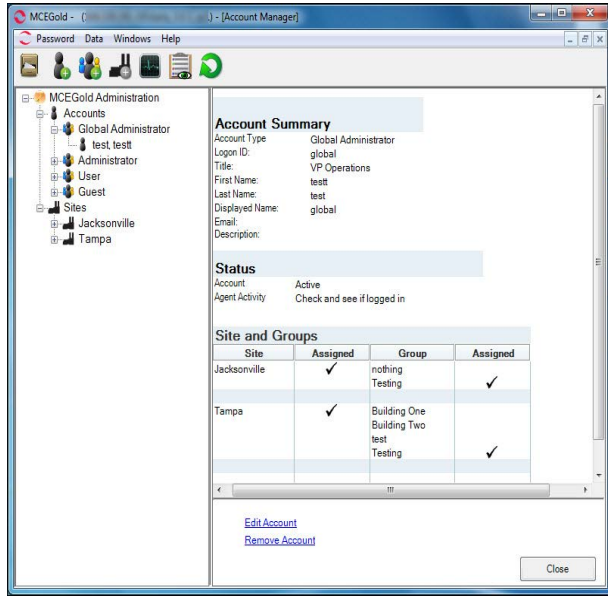 MCEGold - ( .) - [Account Manager]
Password Data Windows Help
MCEGold Administration
Accounts
Global Administrator
test, testt
Administrator
User
Guest
Sites
Jacksonville
Tampa
Account Summary
Account Type Global Administrator
Logon ID: global
Title: VP Operations
First Name: testt
Last Name: test
Displayed Name: global
Email:
Description:
Status
Account Active
Agent Activity Check and see if logged in
Site and Groups
Site Assigned Group Assigned
Jacksonville ✓ nothing
Testing ✓
Tampa ✓ Building One
Building Two
test
Testing ✓
Edit Account
Remove Account
Close